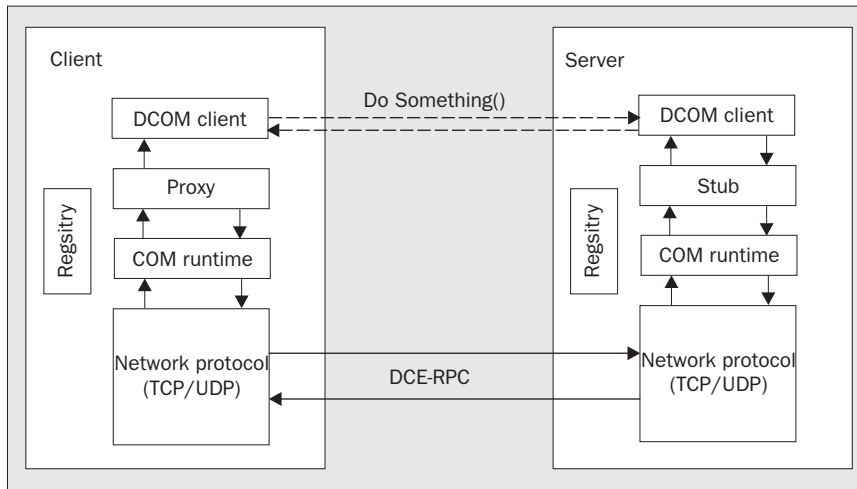 Client
Server
Do Something()
DCOM client
DCOM client
Proxy
Stub
Regsitry
Regsitry
COM runtime
COM runtime
Network protocol
(TCP/UDP)
DCE-RPC
Network protocol
(TCP/UDP)